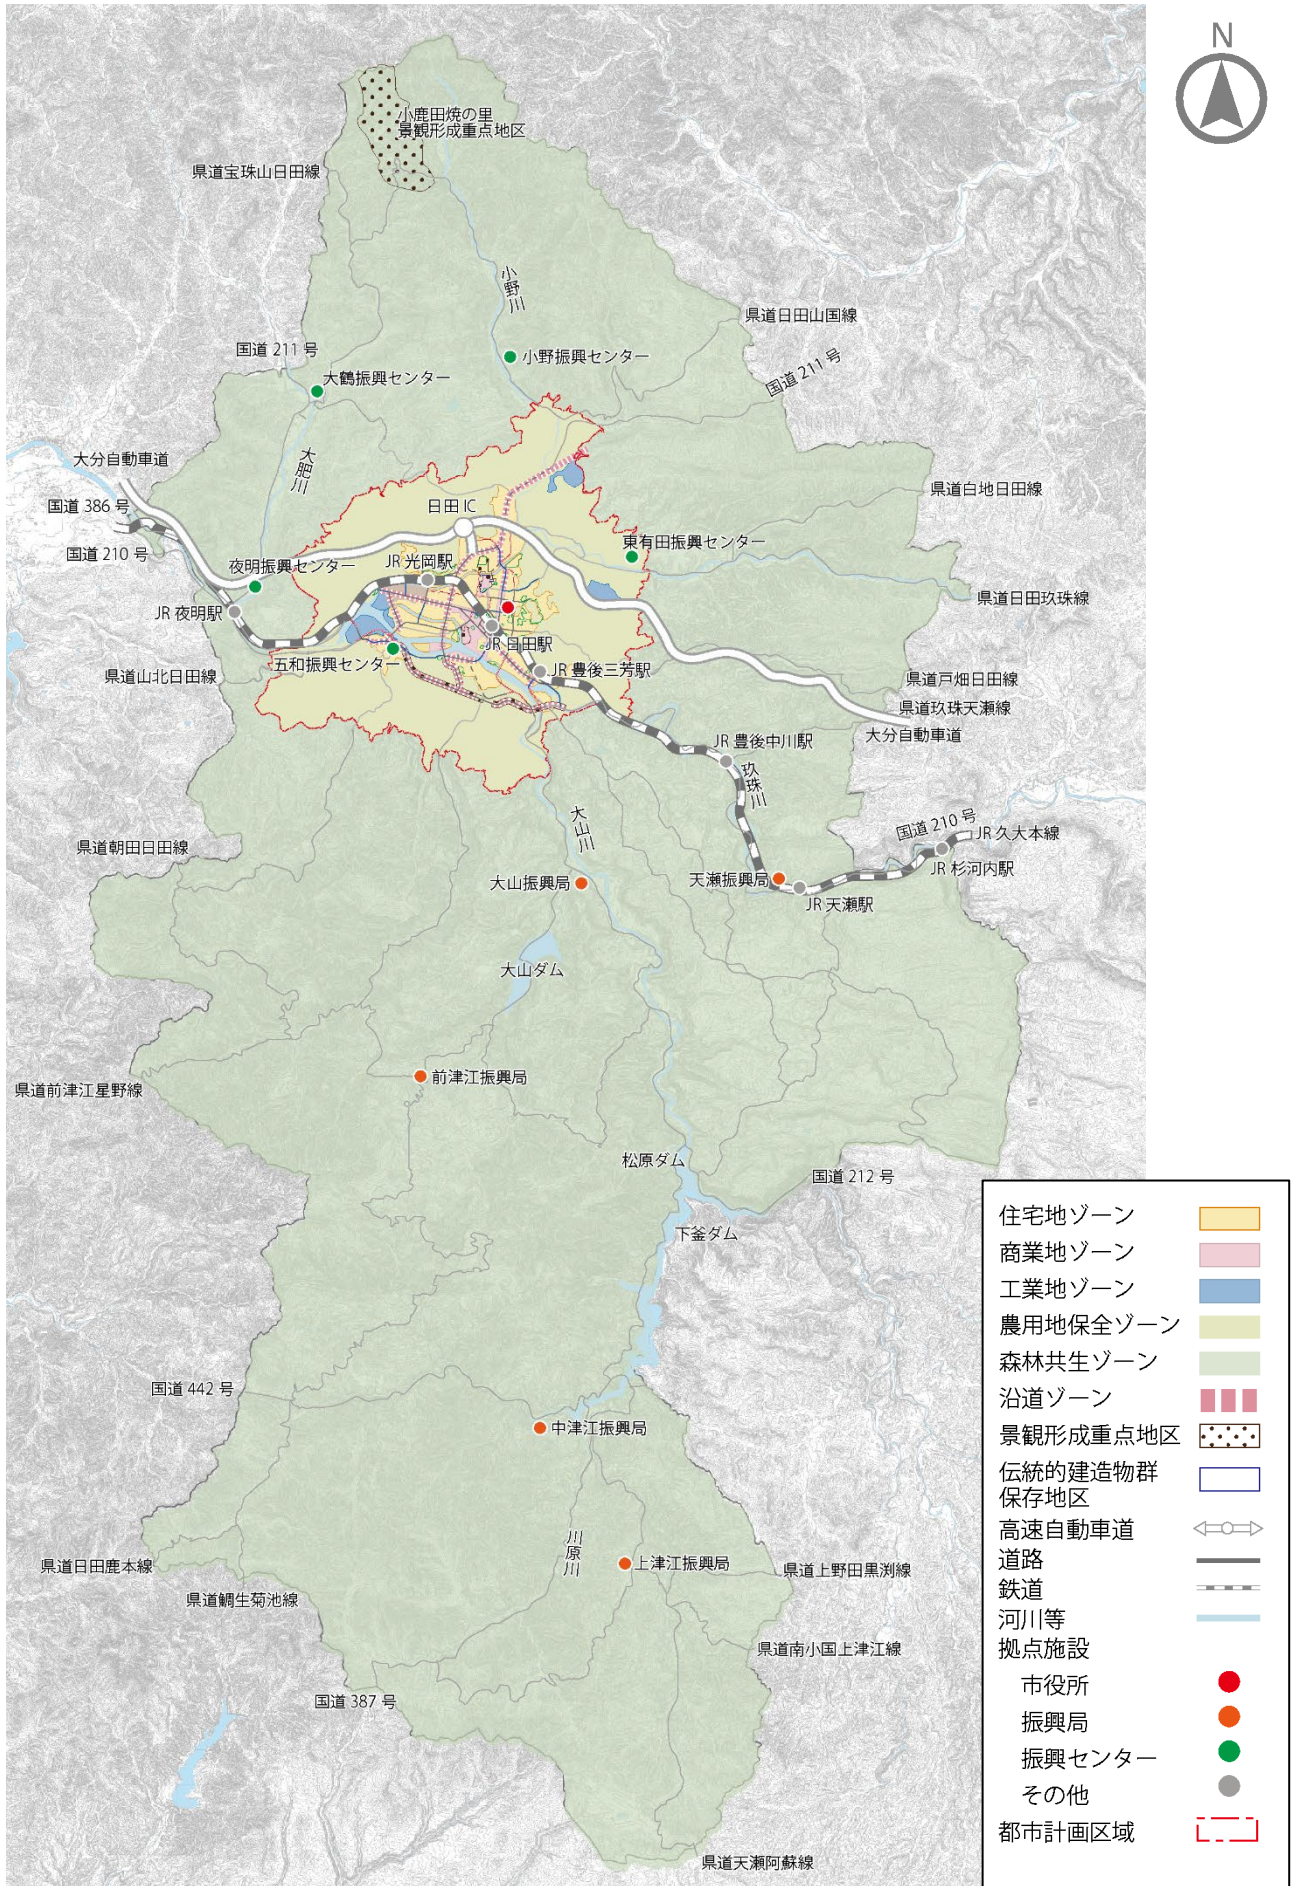 N
小鹿田焼の里
景観形成重点地区
県道宝珠山日田線
小野川
県道日田山国線
国道 211 号
小野振興センター
国道 211 号
大鶴振興センター
大分自動車道
大肥川
県道白地日田線
国道 386 号
日田 IC
国道 210 号
東有田振興センター
夜明振興センター
JR 光岡駅
県道日田玖珠線
JR 夜明駅
JR 日田駅
五和振興センター
JR 豊後三芳駅
県道山北日田線
県道戸畑日田線
県道玖珠天瀬線
大分自動車道
JR 豊後中川駅
玖珠川
大山川
国道 210 号
JR 久大本線
県道朝田日田線
JR 杉河内駅
大山振興局
天瀬振興局
JR 天瀬駅
大山ダム
前津江振興局
県道前津江星野線
松原ダム
国道 212 号
下釜ダム
国道 442 号
中津江振興局
川原川
県道日田鹿本線
上津江振興局
県道上野田黒渕線
県道鯛生菊池線
県道南小国上津江線
国道 387 号
県道天瀬阿蘇線
住宅地ゾーン
商業地ゾーン
工業地ゾーン
農用地保全ゾーン
森林共生ゾーン
沿道ゾーン
景観形成重点地区
伝統的建造物群
保存地区
高速自動車道
道路
鉄道
河川等
拠点施設
市役所
振興局
振興センター
その他
都市計画区域